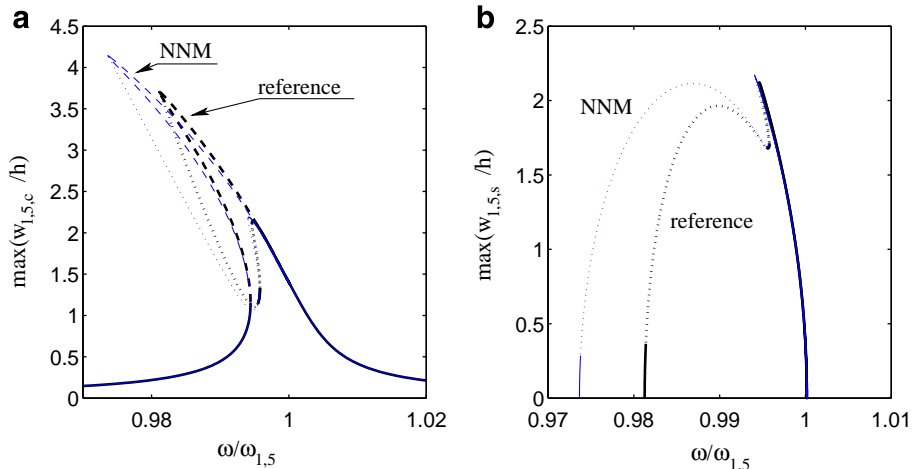 a
4.5
4
3.5
3
2.5
2
1.5
1
0.5
0
max(w1,5,c /h)
NNM
reference
0.98
1
1.02
ω/ω1,5
b
2.5
2
1.5
1
0.5
0
max(w1,5,s /h)
NNM
reference
0.97
0.98
0.99
1
1.01
ω/ω1,5